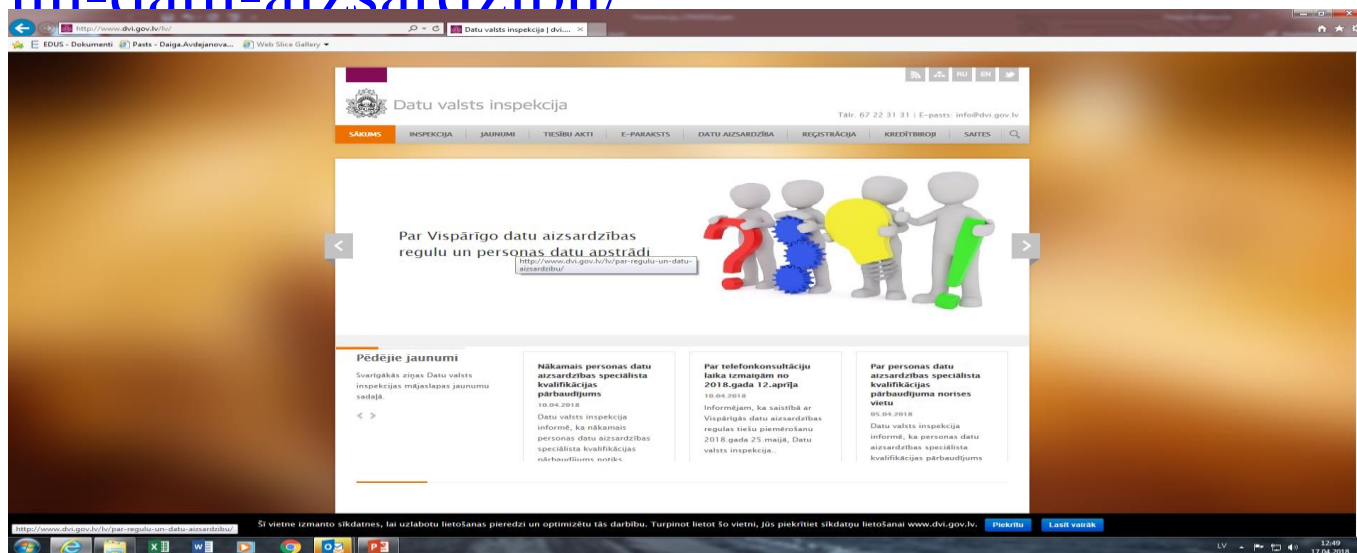 un-datu-aizsardzibu/
http://www.dvi.gov.lv/lv/
Datu valsts inspekcija | dvi....
EDUS - Dokumenti
Pasts - Daiga.Avdejanova...
Web Slice Gallery
RU EN
Datu valsts inspekcija
Tālr. 67 22 31 31 | E-pasts: info@dvi.gov.lv
SĀKUMS INSPEKCIJA JAUNUMI TIESĪBU AKTI E-PARAKSTS DATU AIZSARDZĪBA REĢISTRĀCIJA KREDĪTBIROJI SAITES
Par Vispārīgo datu aizsardzības
regulu un personas datu apstrādi
http://www.dvi.gov.lv/lv/par-regulu-un-datu-
aizsardzibu/
Pēdējie jaunumi
Svarīgākās ziņas Datu valsts
inspekcijas mājaslapas jaunumu
sadaļā.
Nākamais personas datu
aizsardzības speciālista
kvalifikācijas
pārbaudījums
10.04.2018
Datu valsts inspekcija
informē, ka nākamais
personas datu aizsardzības
speciālista kvalifikācijas
pārbaudījums notiks
Par telefonkonsultāciju
laika izmaiņām no
2018.gada 12.aprīļa
10.04.2018
Informējam, ka saistībā ar
Vispārīgās datu aizsardzības
regulas tiešu piemērošanu
2018.gada 25.maijā, Datu
valsts inspekcija..
Par personas datu
aizsardzības speciālista
kvalifikācijas
pārbaudījuma norises
vietu
05.04.2018
Datu valsts inspekcija
informē, ka personas datu
aizsardzības speciālista
kvalifikācijas pārbaudījums
http://www.dvi.gov.lv/lv/par-regulu-un-datu-aizsardzibu/
Šī vietne izmanto sīkdatnes, lai uzlabotu lietošanas pieredzi un optimizētu tās darbību. Turpinot lietot šo vietni, Jūs piekrītiet sīkdatņu lietošanai www.dvi.gov.lv. Piekrītu Lasīt vairāk
LV
12:49
17.04.2018